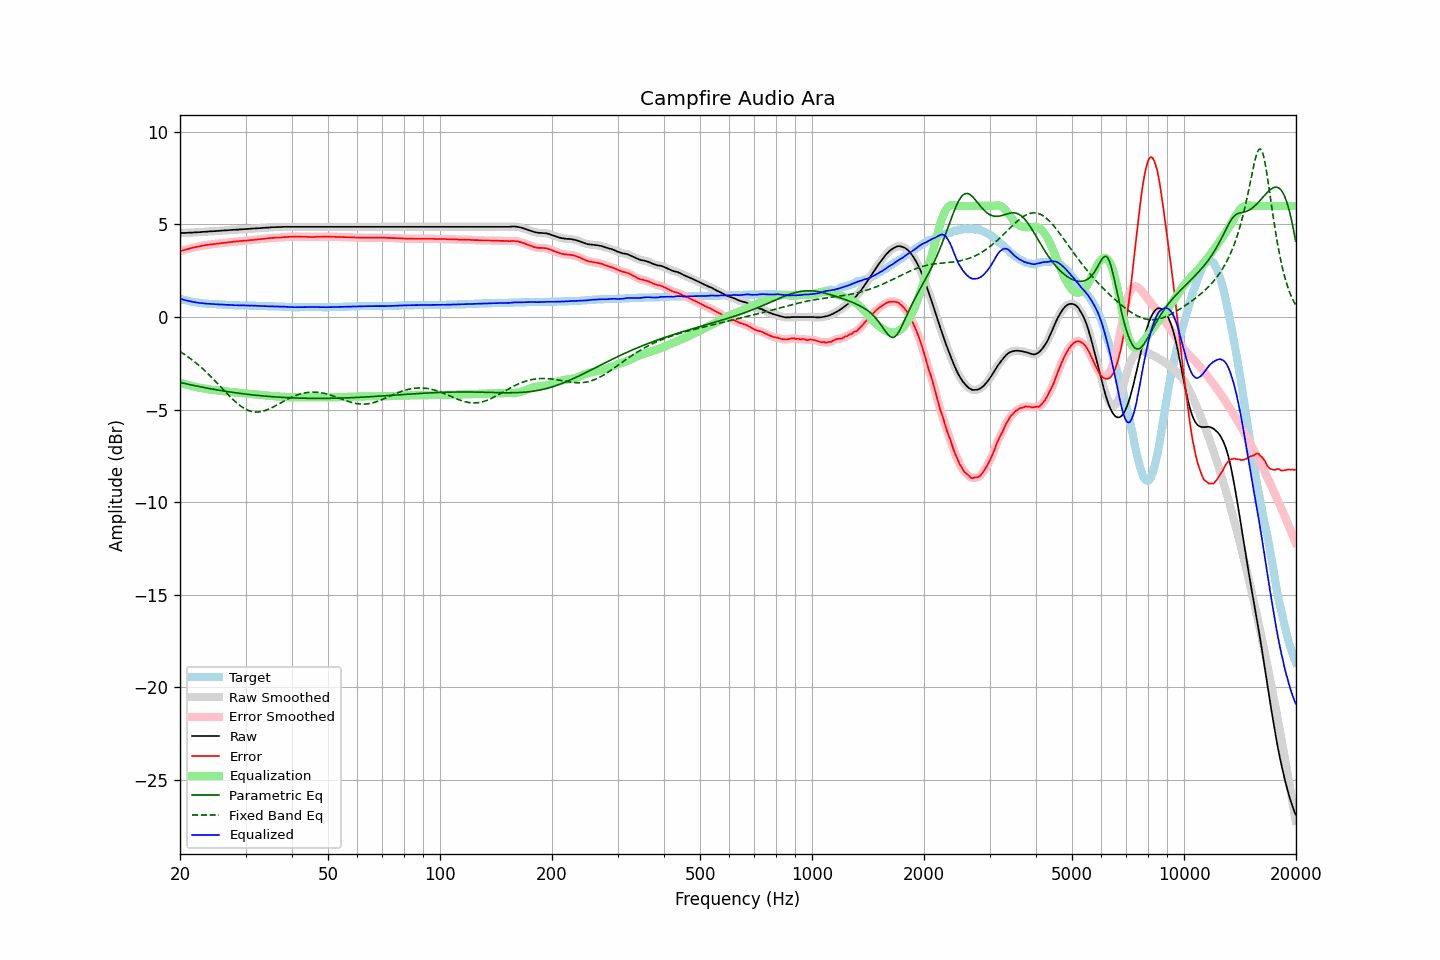 Campfire Audio Ara
10
5
0
−5
−10
−15
−20
−25
Amplitude (dBr)
Target
Raw Smoothed
Error Smoothed
Raw
Error
Equalization
Parametric Eq
Fixed Band Eq
Equalized
20
50
100
200
500
1000
2000
5000
10000
20000
Frequency (Hz)